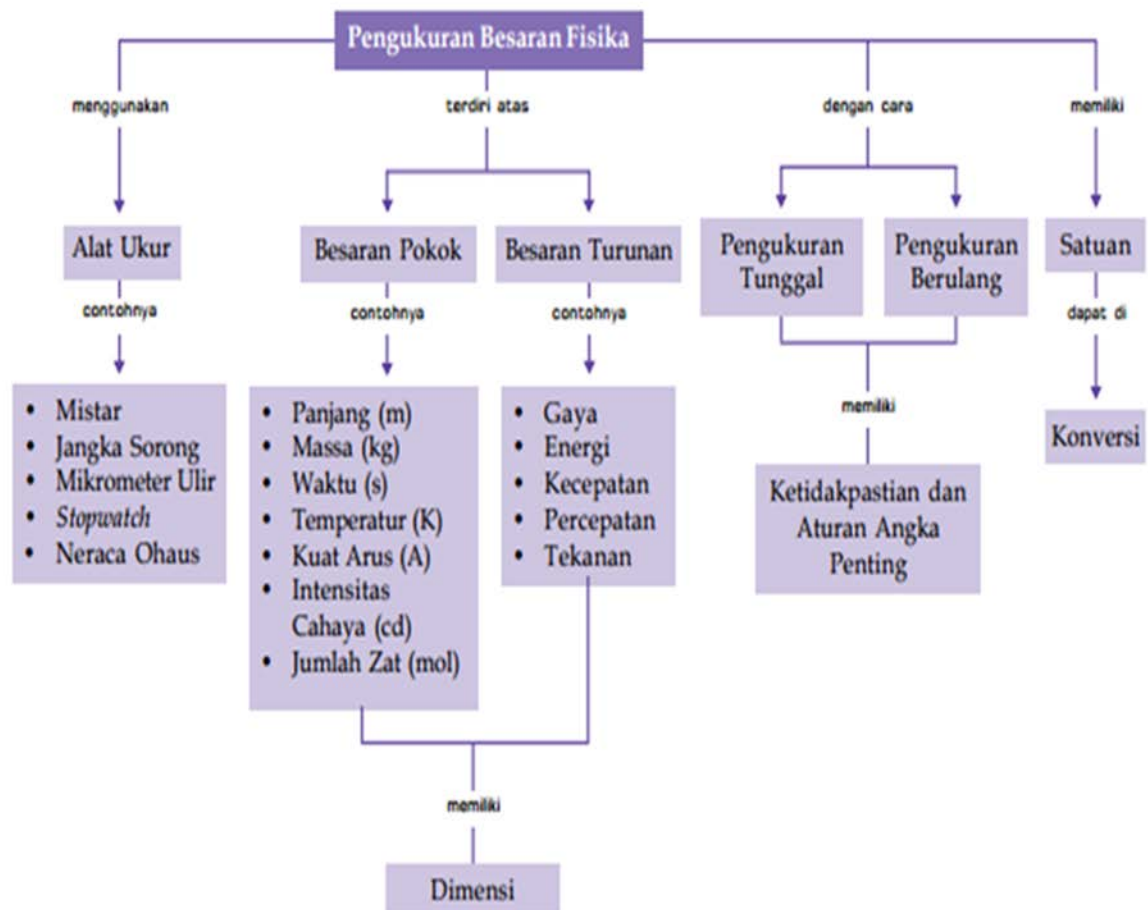 Pengukuran Besaran Fisika
menggunakan
terdiri atas
dengan cara
memiliki
Alat Ukur
Besaran Pokok
Besaran Turunan
Pengukuran
Tunggal
Pengukuran
Berulang
Satuan
contohnya
contohnya
contohnya
dapat di
• Mistar
• Jangka Sorong
• Mikrometer Ulir
• Stopwatch
• Neraca Ohaus
• Panjang (m)
• Massa (kg)
• Waktu (s)
• Temperatur (K)
• Kuat Arus (A)
• Intensitas
Cahaya (cd)
• Jumlah Zat (mol)
• Gaya
• Energi
• Kecepatan
• Percepatan
• Tekanan
memiliki
Ketidakpastian dan
Aturan Angka
Penting
Konversi
memiliki
Dimensi